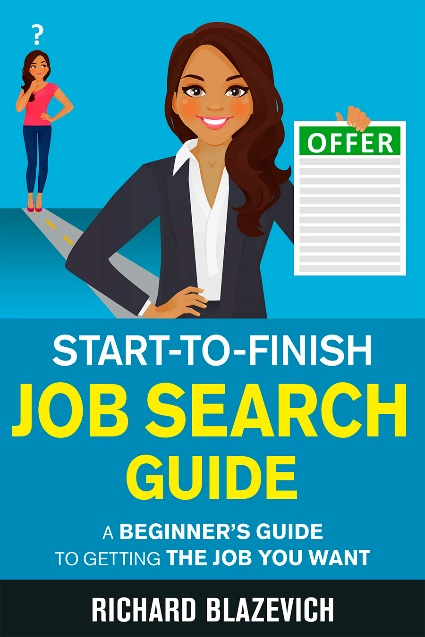 ?
OFFER
START-TO-FINISH
JOB SEARCH
GUIDE
A BEGINNER'S GUIDE
TO GETTING THE JOB YOU WANT
RICHARD BLAZEVICH